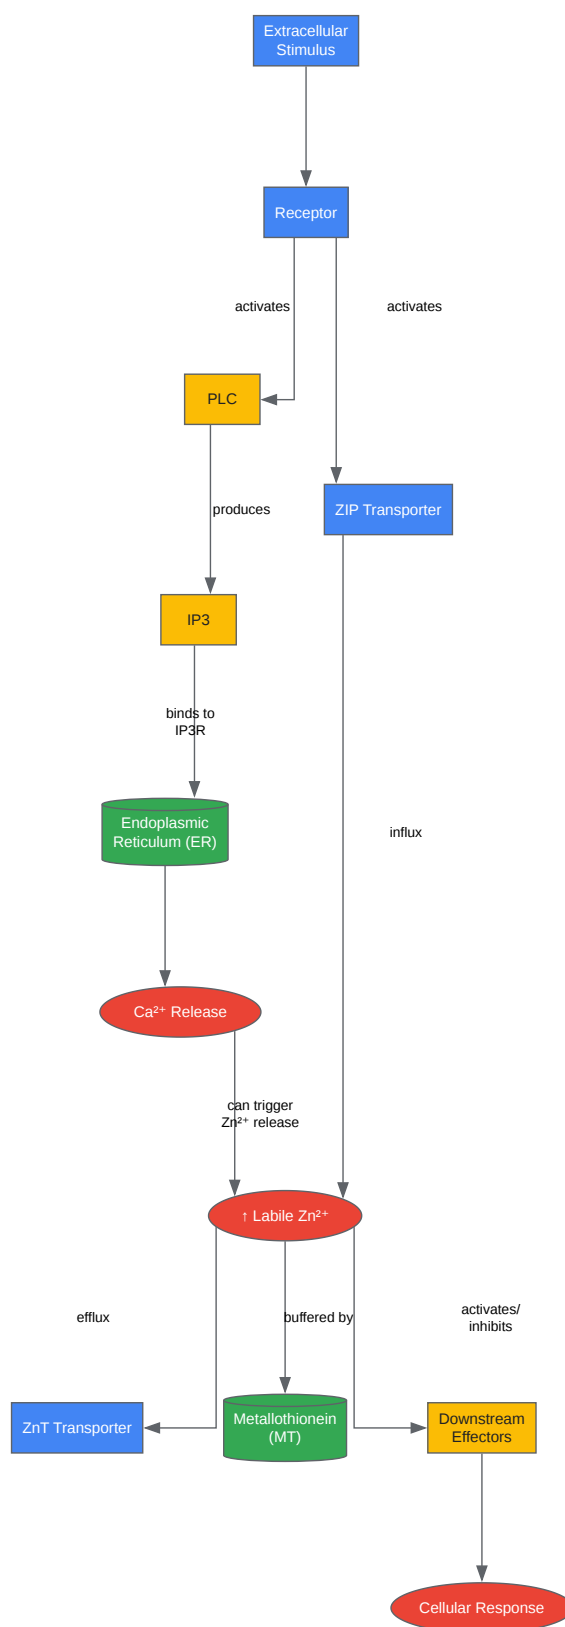 Extracellular
Stimulus
Receptor
activates
activates
PLC
ZIP Transporter
produces
IP3
binds to
IP3R
Endoplasmic
Reticulum (ER)
influx
Ca²⁺ Release
can trigger
Zn²⁺ release
↑ Labile Zn²⁺
efflux
buffered by
activates/
inhibits
ZnT Transporter
Metallothionein
(MT)
Downstream
Effectors
Cellular Response